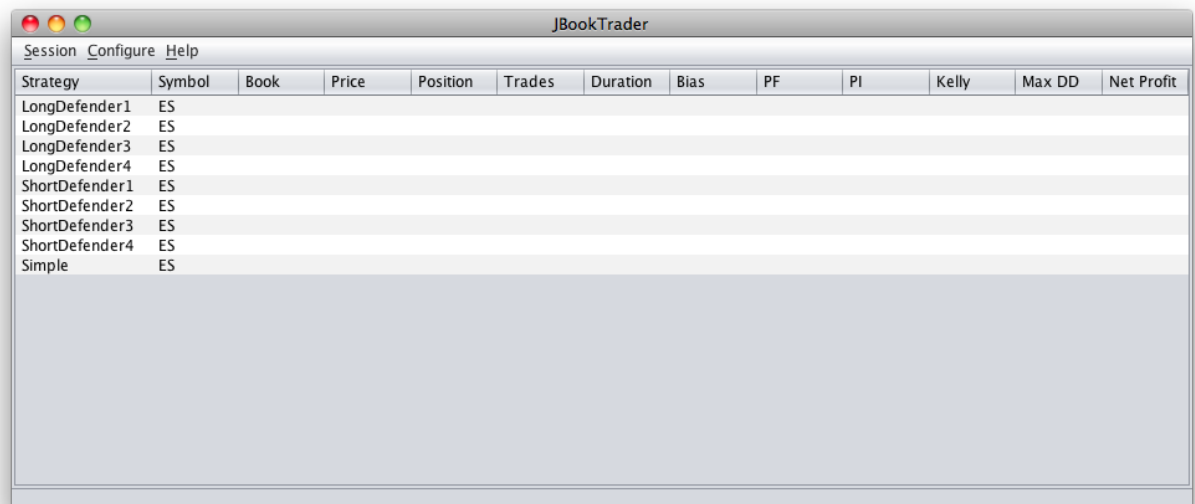 JBookTrader
Session Configure Help
Strategy Symbol Book Price Position Trades Duration Bias PF PI Kelly Max DD Net Profit
LongDefender1 ES
LongDefender2 ES
LongDefender3 ES
LongDefender4 ES
ShortDefender1 ES
ShortDefender2 ES
ShortDefender3 ES
ShortDefender4 ES
Simple ES